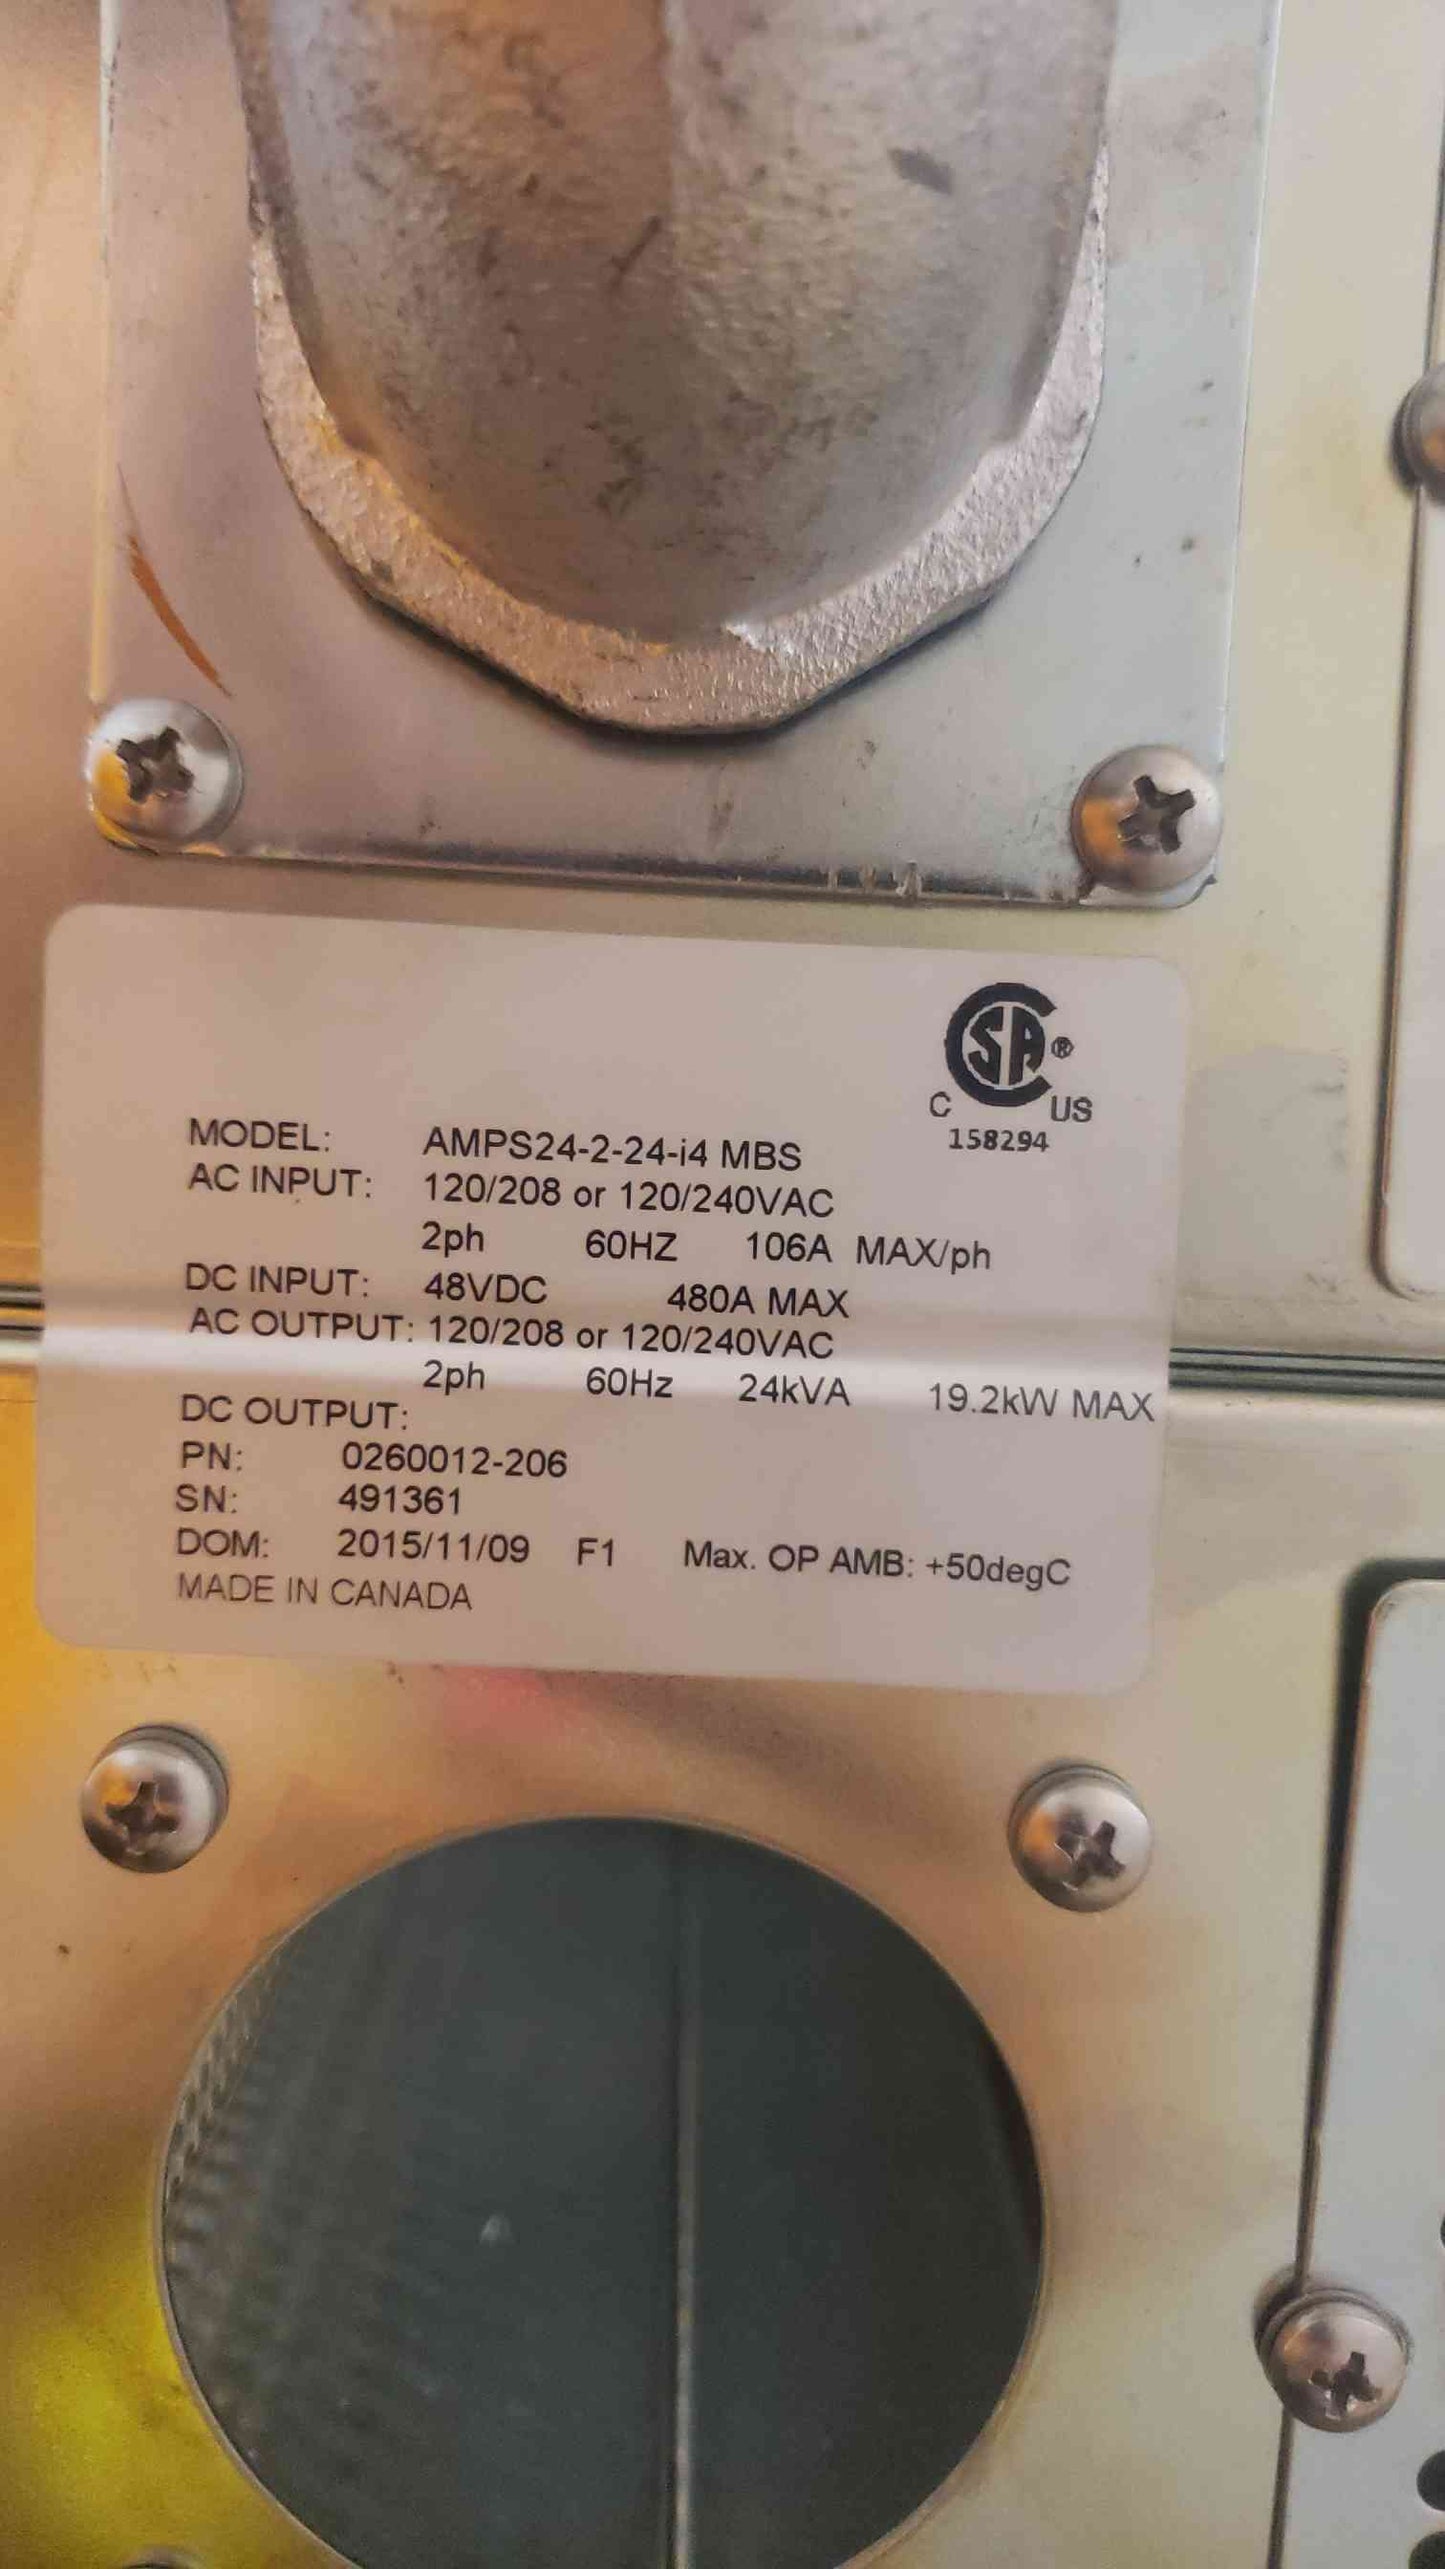 CSA®
C US
158294
MODEL: AMPS24-2-24-i4 MBS
AC INPUT: 120/208 or 120/240VAC
2ph 60HZ 106A MAX/ph
DC INPUT: 48VDC 480A MAX
AC OUTPUT: 120/208 or 120/240VAC
2ph 60Hz 24kVA 19.2kW MAX
DC OUTPUT:
PN: 0260012-206
SN: 491361
DOM: 2015/11/09 F1 Max. OP AMB: +50degC
MADE IN CANADA